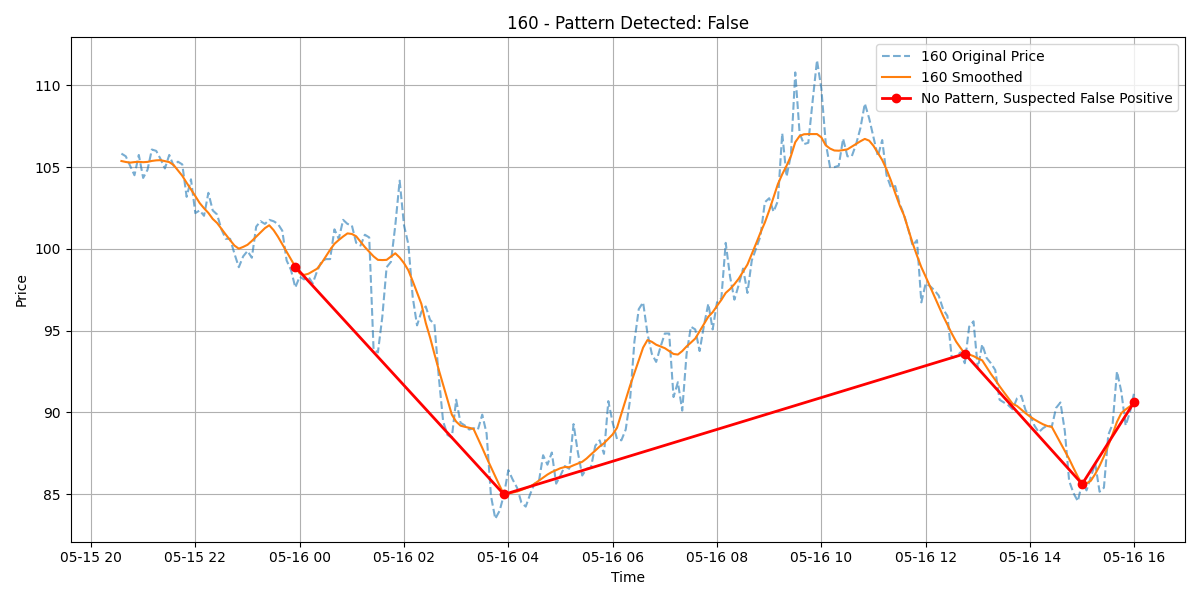 160 - Pattern Detected: False
160 Original Price
160 Smoothed
No Pattern, Suspected False Positive
Price
110
105
100
95
90
85
05-15 20
05-15 22
05-16 00
05-16 02
05-16 04
05-16 06
05-16 08
05-16 10
05-16 12
05-16 14
05-16 16
Time